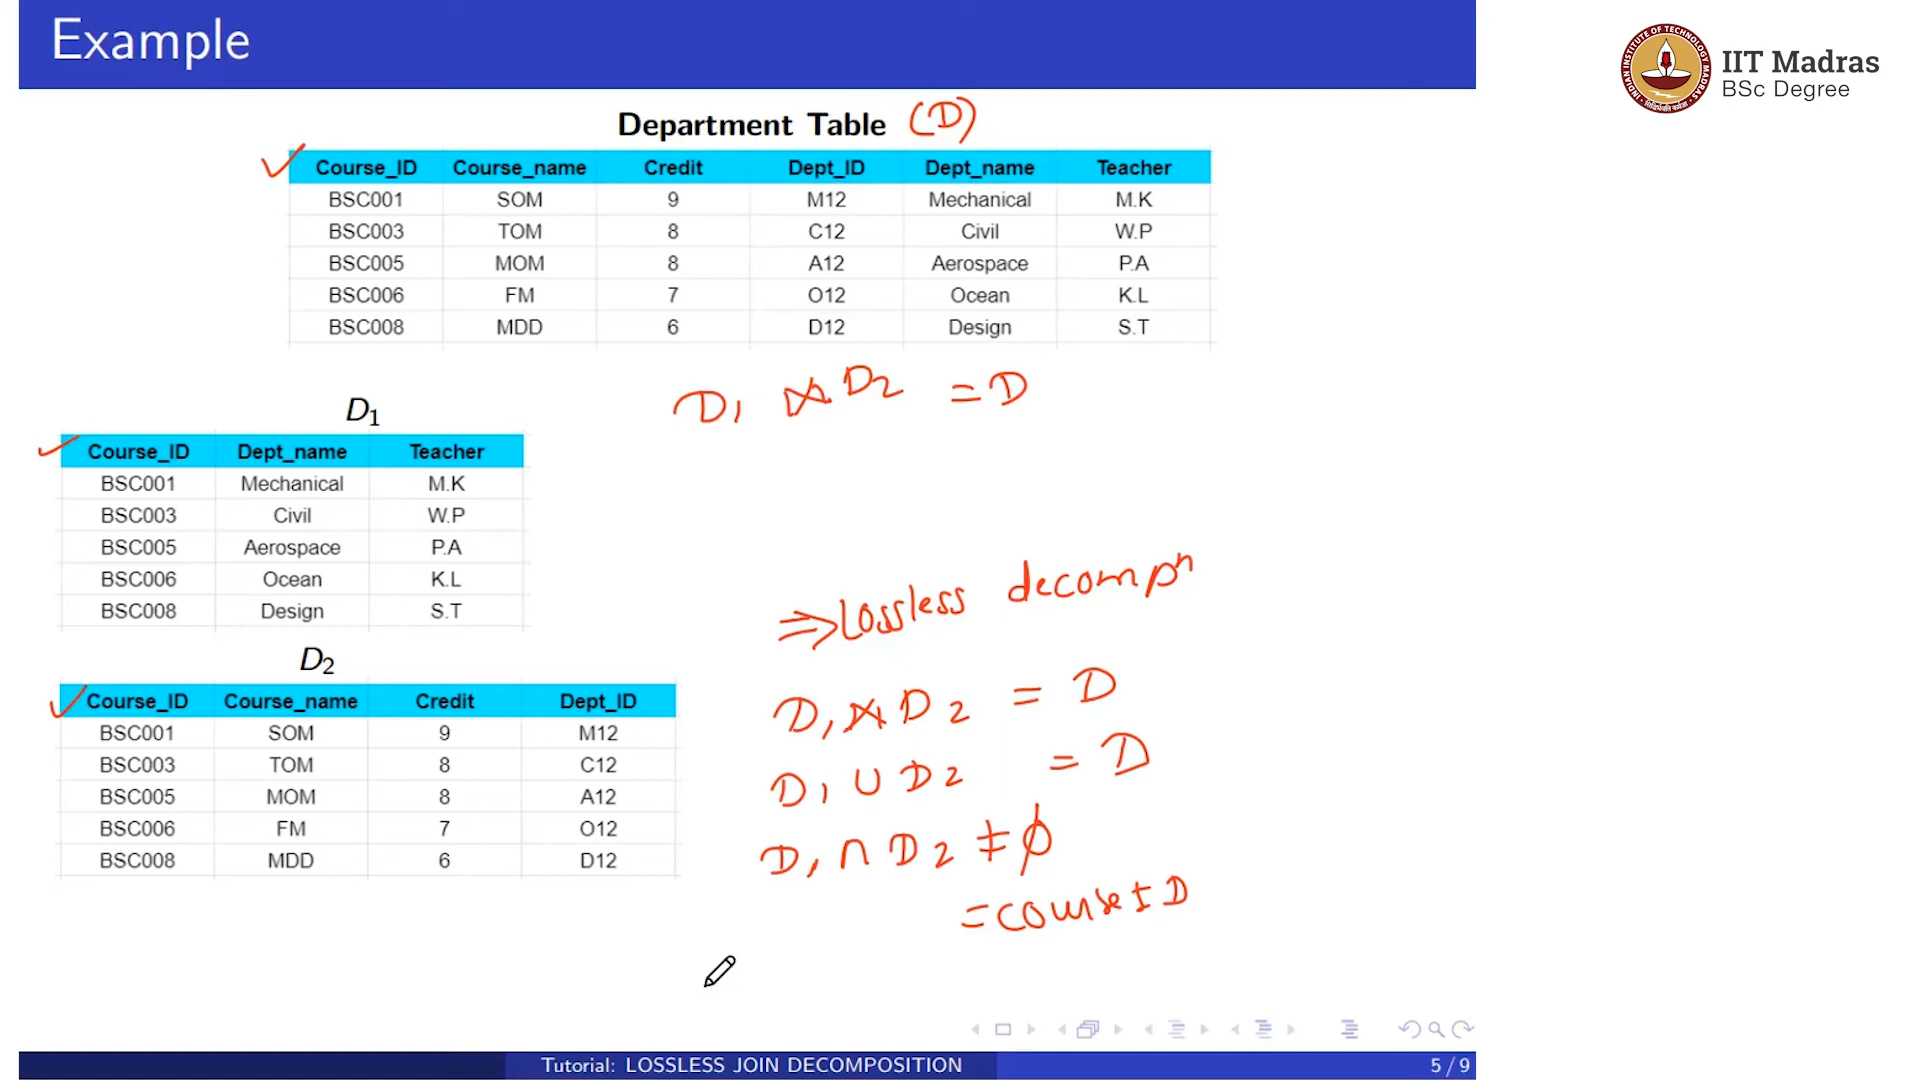 Example
IIT Madras
BSc Degree
INDIAN INSTITUTE OF TECHNOLOGY MADRAS
Department Table (D)
Course_ID Course_name Credit Dept_ID Dept_name Teacher
BSC001 SOM 9 M12 Mechanical M.K
BSC003 TOM 8 C12 Civil W.P
BSC005 MOM 8 A12 Aerospace P.A
BSC006 FM 7 O12 Ocean K.L
BSC008 MDD 6 D12 Design S.T
D₁ ⋈ D₂ = D
D₁
Course_ID Dept_name Teacher
BSC001 Mechanical M.K
BSC003 Civil W.P
BSC005 Aerospace P.A
BSC006 Ocean K.L
BSC008 Design S.T
⇒ Lossless decompⁿ
D₂
Course_ID Course_name Credit Dept_ID
BSC001 SOM 9 M12
BSC003 TOM 8 C12
BSC005 MOM 8 A12
BSC006 FM 7 O12
BSC008 MDD 6 D12
D₁ ⋈ D₂ = D
D₁ ∪ D₂ = D
D₁ ∩ D₂ ≠ ϕ
= course ID
Tutorial: LOSSLESS JOIN DECOMPOSITION
5 / 9